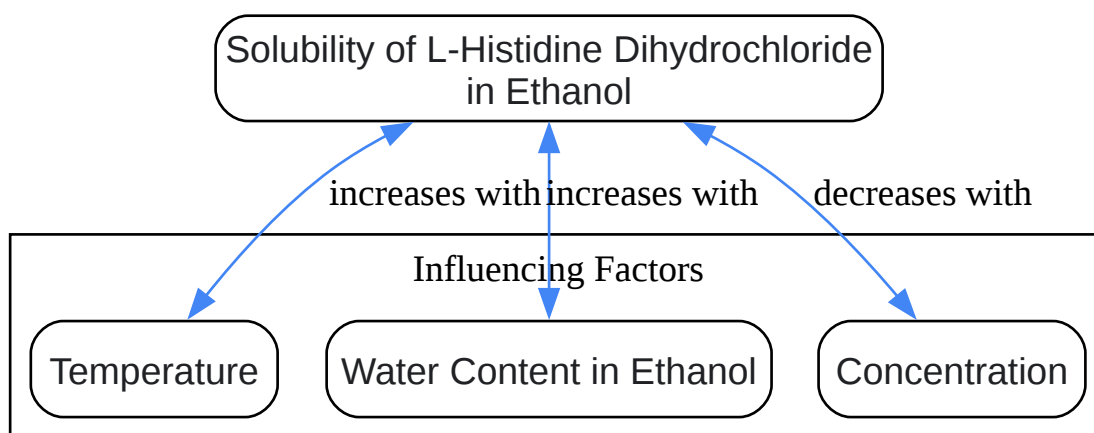 Solubility of L-Histidine Dihydrochloride
in Ethanol
increases with
increases with
decreases with
Influencing Factors
Temperature
Water Content in Ethanol
Concentration